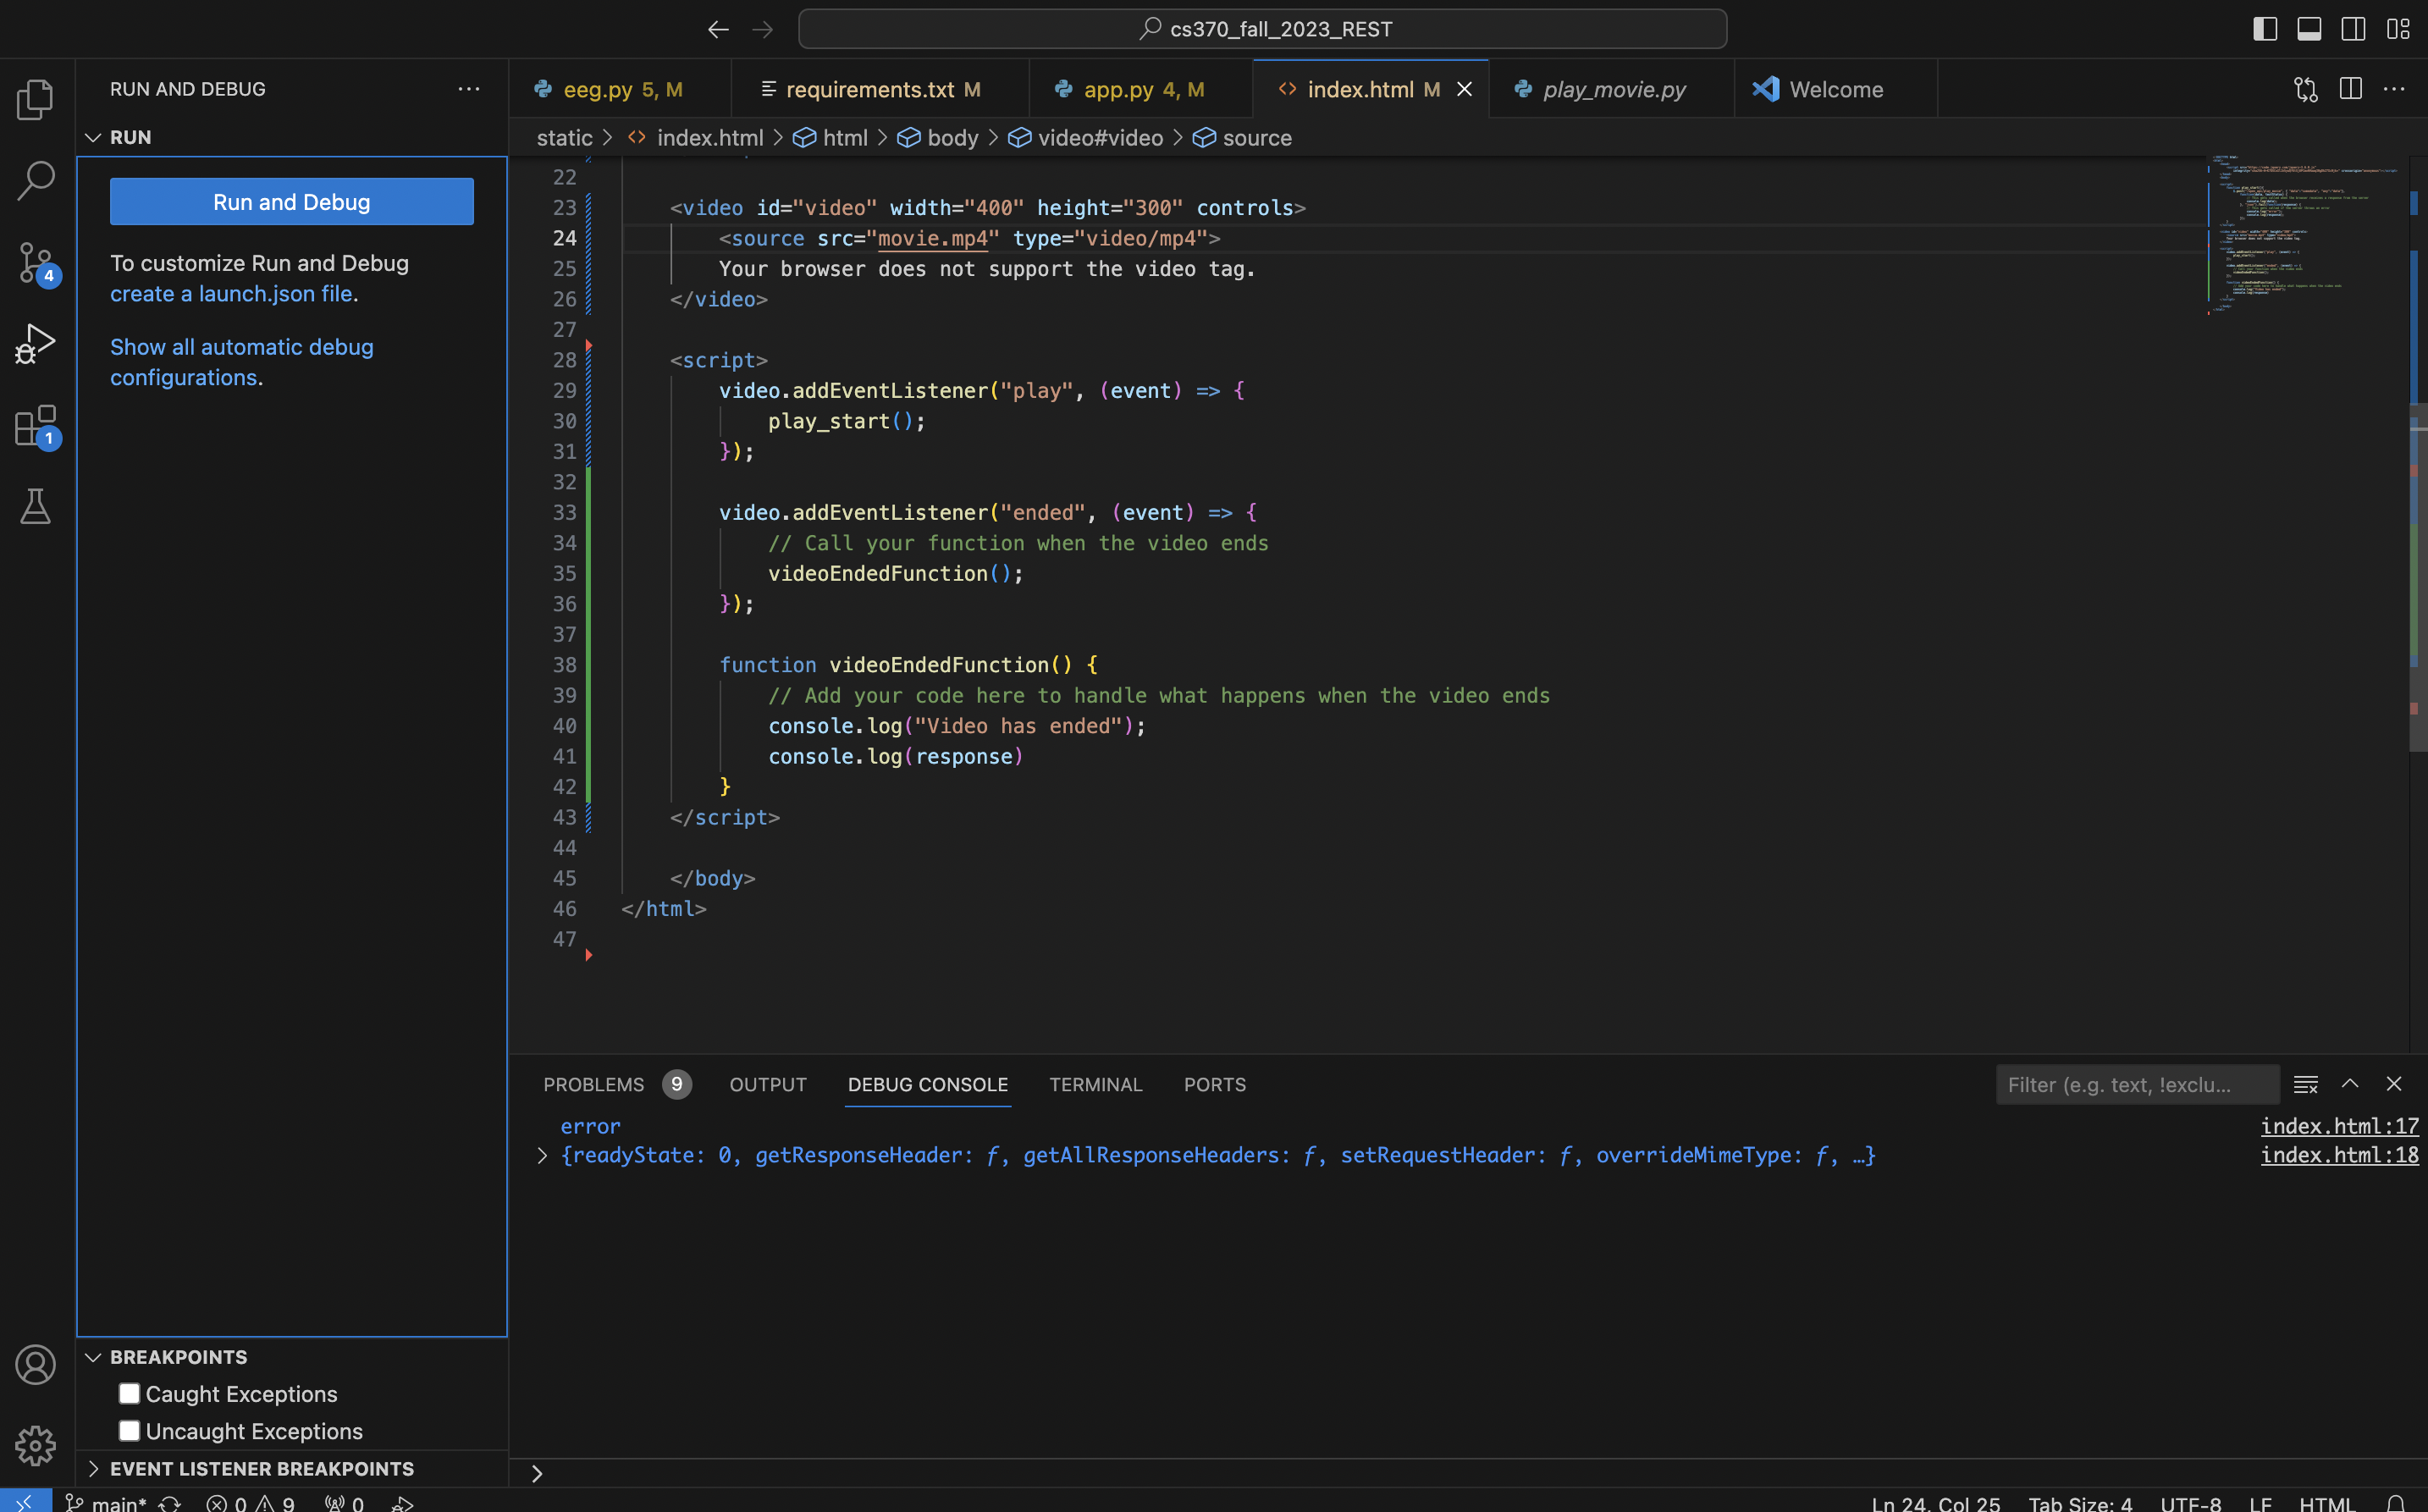 cs370_fall_2023_REST
RUN AND DEBUG
eeg.py 5, M
requirements.txt M
app.py 4, M
index.html M
play_movie.py
Welcome
RUN
static > index.html > html > body > video#video > source
Run and Debug
To customize Run and Debug
create a launch.json file.
Show all automatic debug
configurations.
4
1
22
23 <video id="video" width="400" height="300" controls>
24 <source src="movie.mp4" type="video/mp4">
25 Your browser does not support the video tag.
26 </video>
27
28 <script>
29 video.addEventListener("play", (event) => {
30 play_start();
31 });
32
33 video.addEventListener("ended", (event) => {
34 // Call your function when the video ends
35 videoEndedFunction();
36 });
37
38 function videoEndedFunction() {
39 // Add your code here to handle what happens when the video ends
40 console.log("Video has ended");
41 console.log(response)
42 }
43 </script>
44
45 </body>
46 </html>
47
PROBLEMS 9 OUTPUT DEBUG CONSOLE TERMINAL PORTS
Filter (e.g. text, !exclu...
error index.html:17
{readyState: 0, getResponseHeader: ƒ, getAllResponseHeaders: ƒ, setRequestHeader: ƒ, overrideMimeType: ƒ, …} index.html:18
BREAKPOINTS
Caught Exceptions
Uncaught Exceptions
EVENT LISTENER BREAKPOINTS
main* 0 9 0
Ln 24, Col 25 Tab Size: 4 UTF-8 LF HTML